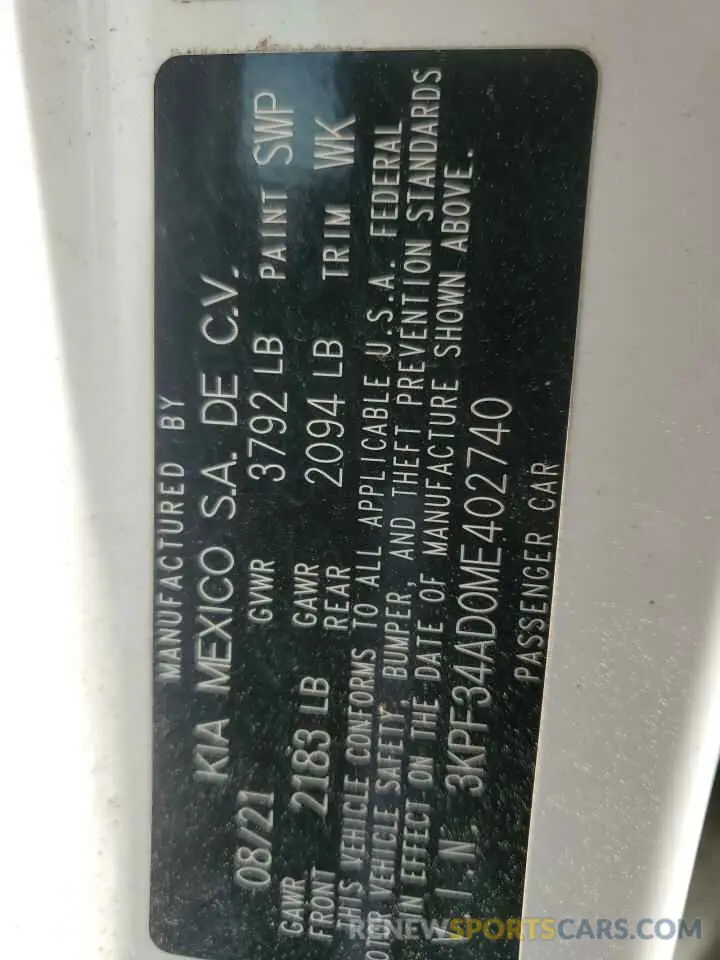 MANUFACTURED BY
KIA MEXICO S.A. DE C.V.
08/21 GVWR 3792 LB PAINT SWP
GAWR FRONT 2183 LB GAWR REAR 2094 LB TRIM WK
THIS VEHICLE CONFORMS TO ALL APPLICABLE U.S.A. FEDERAL
MOTOR VEHICLE SAFETY, BUMPER, AND THEFT PREVENTION STANDARDS
IN EFFECT ON THE DATE OF MANUFACTURE SHOWN ABOVE.
V I N 3KPF34AD0ME402740
PASSENGER CAR
RENEWSPORTSCARS.COM